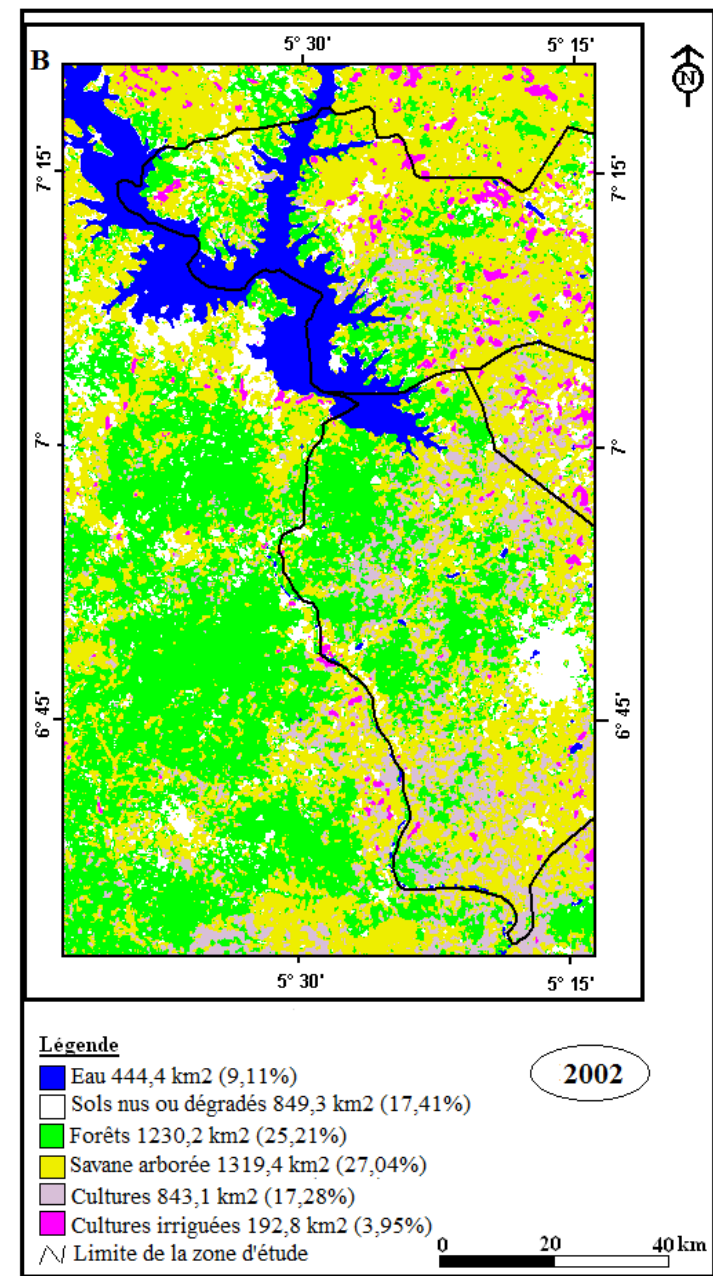 B
5° 30'
5° 15'
N
7° 15'
7° 15'
7°
7°
6° 45'
6° 45'
5° 30'
5° 15'
Légende
Eau 444,4 km2 (9,11%)
2002
Sols nus ou dégradés 849,3 km2 (17,41%)
Forêts 1230,2 km2 (25,21%)
Savane arborée 1319,4 km2 (27,04%)
Cultures 843,1 km2 (17,28%)
Cultures irriguées 192,8 km2 (3,95%)
Limite de la zone d'étude
0 20 40 km